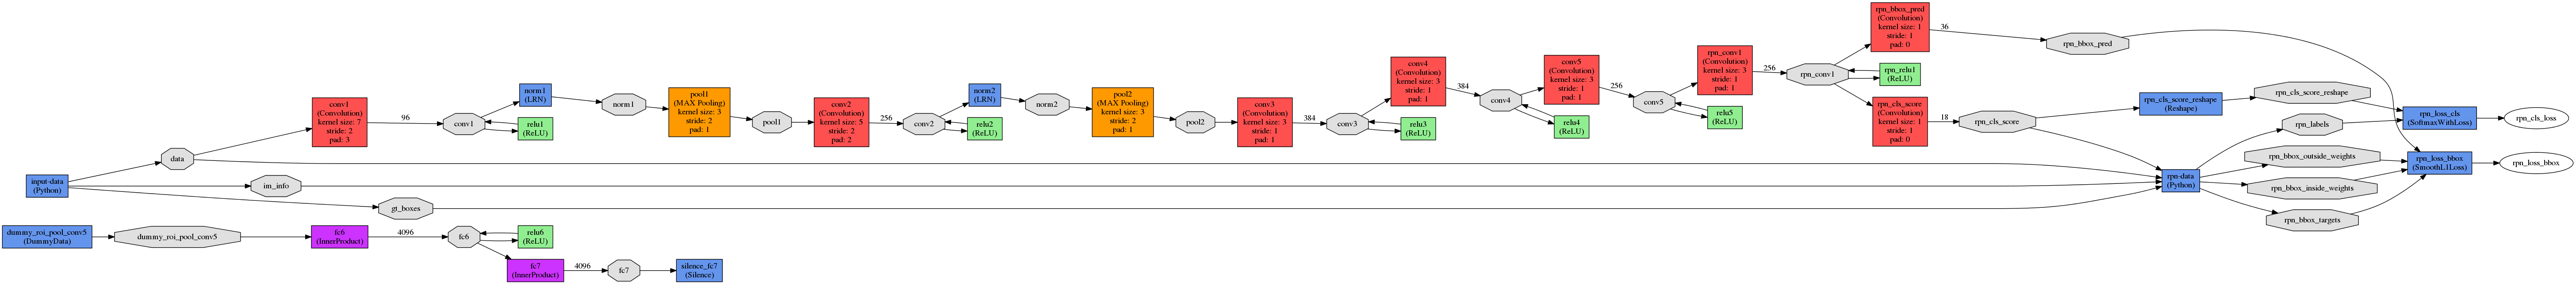 input-data
(Python)
data
im_info
gt_boxes
conv1
(Convolution)
kernel size: 7
stride: 2
pad: 3
96
conv1
norm1
(LRN)
relu1
(ReLU)
norm1
pool1
(MAX Pooling)
kernel size: 3
stride: 2
pad: 1
pool1
conv2
(Convolution)
kernel size: 5
stride: 2
pad: 2
256
conv2
norm2
(LRN)
relu2
(ReLU)
norm2
pool2
(MAX Pooling)
kernel size: 3
stride: 2
pad: 1
pool2
conv3
(Convolution)
kernel size: 3
stride: 1
pad: 1
384
conv3
relu3
(ReLU)
conv4
(Convolution)
kernel size: 3
stride: 1
pad: 1
384
conv4
relu4
(ReLU)
conv5
(Convolution)
kernel size: 3
stride: 1
pad: 1
256
conv5
relu5
(ReLU)
rpn_conv1
(Convolution)
kernel size: 3
stride: 1
pad: 1
256
rpn_conv1
rpn_relu1
(ReLU)
rpn_bbox_pred
(Convolution)
kernel size: 1
stride: 1
pad: 0
36
rpn_bbox_pred
rpn_cls_score
(Convolution)
kernel size: 1
stride: 1
pad: 0
18
rpn_cls_score
rpn_cls_score_reshape
(Reshape)
rpn_cls_score_reshape
rpn-data
(Python)
rpn_labels
rpn_bbox_outside_weights
rpn_bbox_inside_weights
rpn_bbox_targets
rpn_loss_cls
(SoftmaxWithLoss)
rpn_cls_loss
rpn_loss_bbox
(SmoothL1Loss)
rpn_loss_bbox
dummy_roi_pool_conv5
(DummyData)
dummy_roi_pool_conv5
fc6
(InnerProduct)
4096
fc6
relu6
(ReLU)
fc7
(InnerProduct)
4096
fc7
silence_fc7
(Silence)